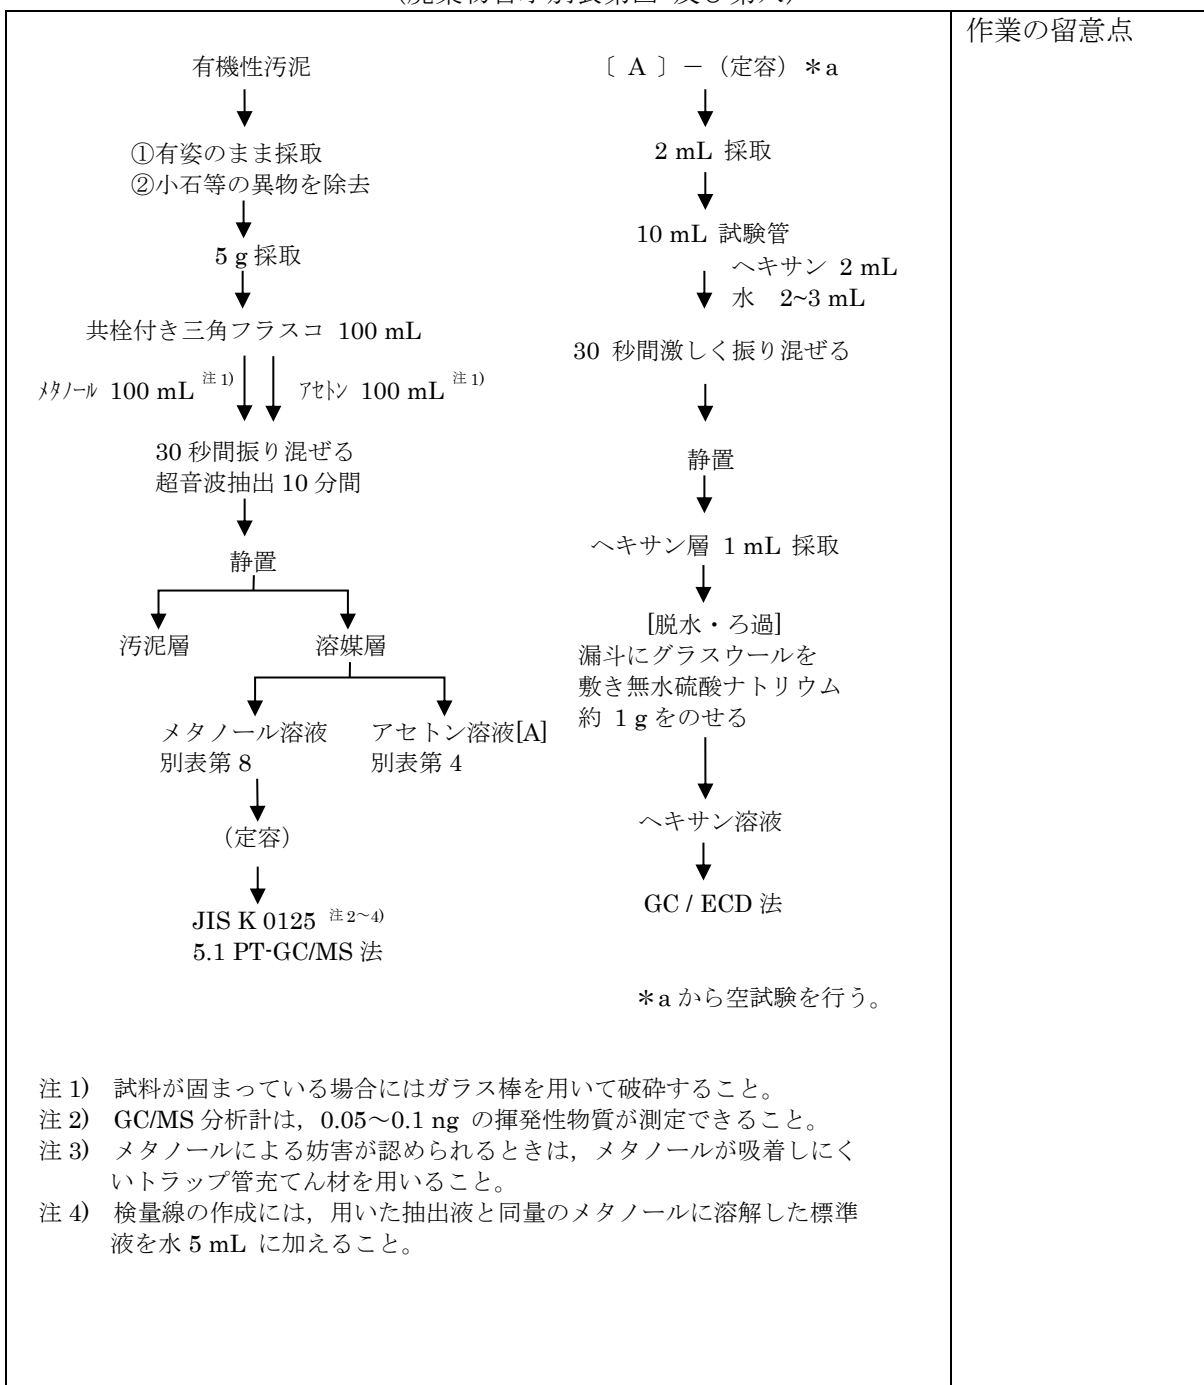 作業の留意点
有機性汚泥
①有姿のまま採取
②小石等の異物を除去
5 g 採取
共栓付き三角フラスコ 100 mL
ﾒﾀﾉｰﾙ 100 mL 注1)
ｱｾﾄﾝ 100 mL 注1)
30 秒間振り混ぜる
超音波抽出 10 分間
静置
汚泥層
溶媒層
メタノール溶液
別表第 8
アセトン溶液[A]
別表第 4
(定容)
JIS K 0125 注2~4)
5.1 PT-GC/MS 法
〔 A 〕-(定容)*a
2 mL 採取
10 mL 試験管
ヘキサン 2 mL
水 2~3 mL
30 秒間激しく振り混ぜる
静置
ヘキサン層 1 mL 採取
[脱水・ろ過]
漏斗にグラスウールを
敷き無水硫酸ナトリウム
約 1 g をのせる
ヘキサン溶液
GC / ECD 法
*a から空試験を行う。
注 1) 試料が固まっている場合にはガラス棒を用いて破砕すること。
注 2) GC/MS 分析計は,0.05~0.1 ng の揮発性物質が測定できること。
注 3) メタノールによる妨害が認められるときは,メタノールが吸着しにく
いトラップ管充てん材を用いること。
注 4) 検量線の作成には,用いた抽出液と同量のメタノールに溶解した標準
液を水 5 mL に加えること。